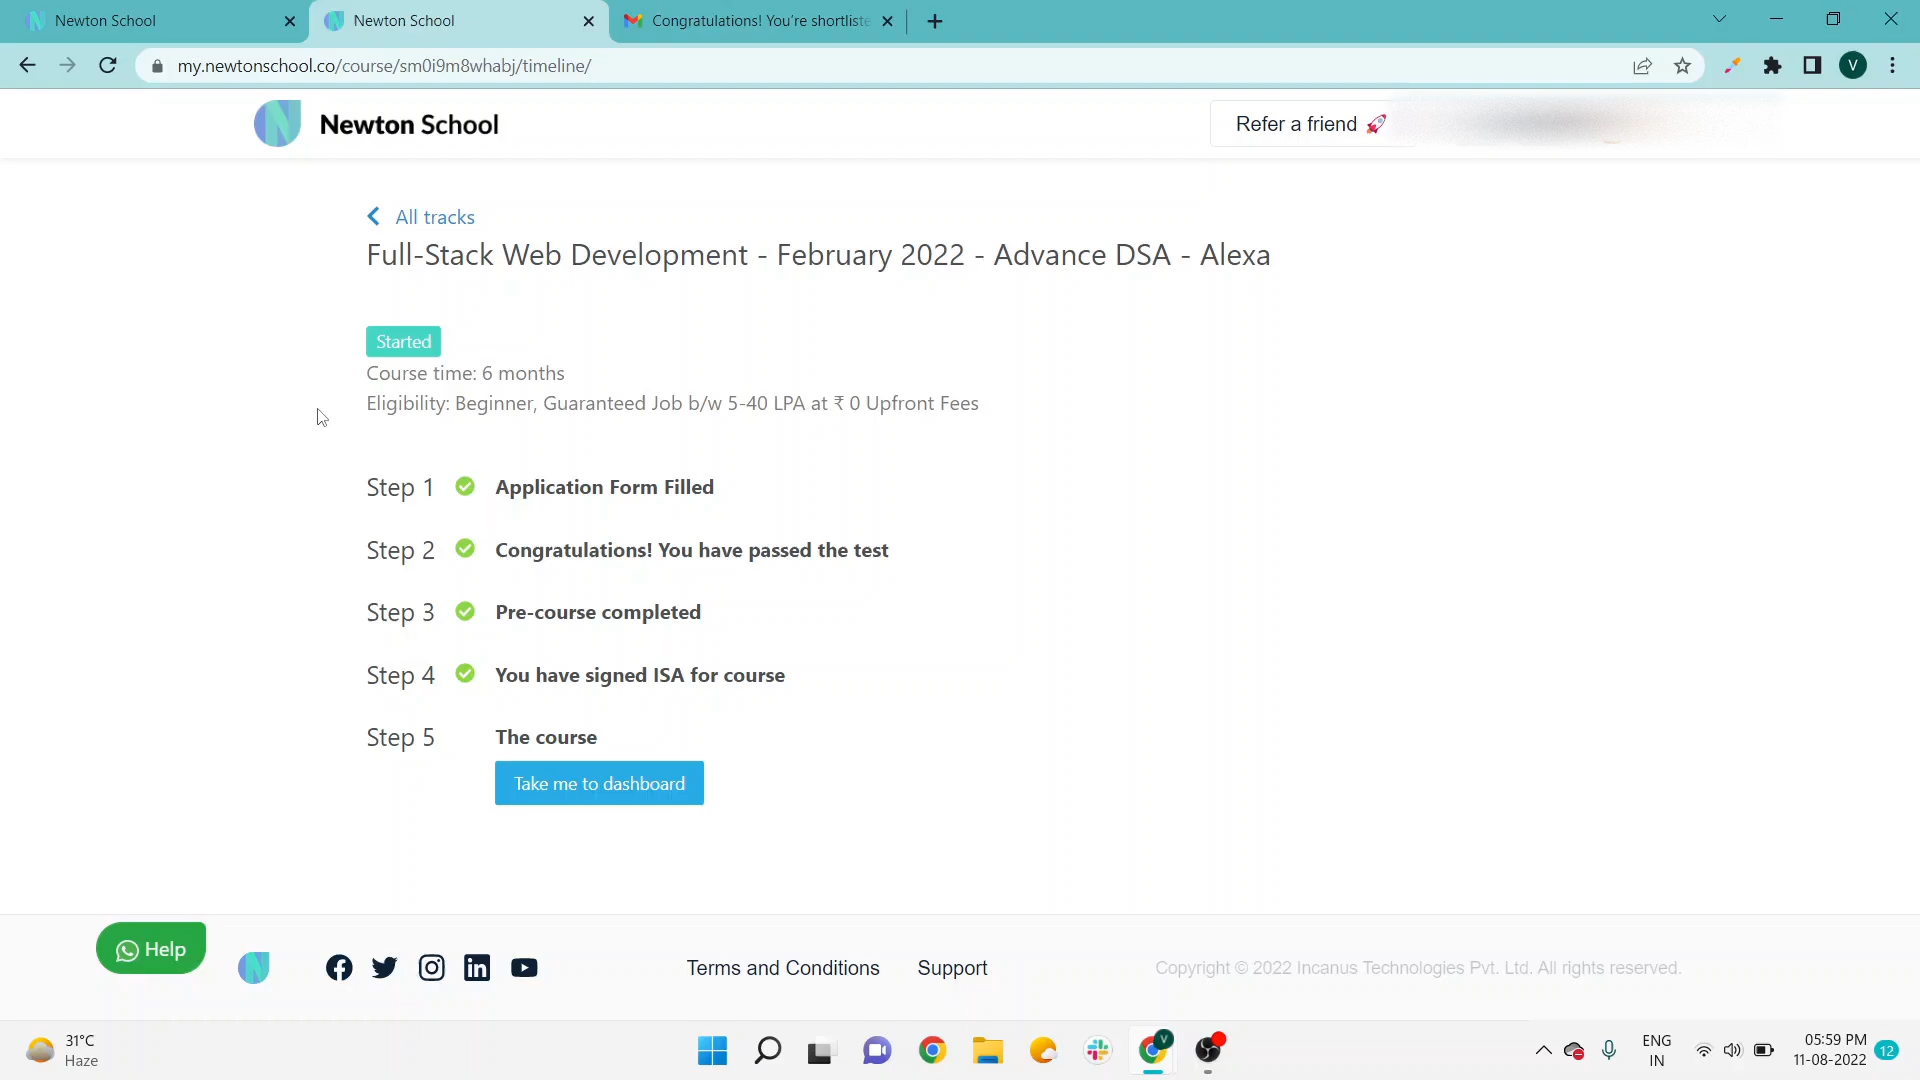 Newton School
Newton School
Congratulations! You're shortliste
my.newtonschool.co/course/sm0i9m8whabj/timeline/
V
Newton School
Refer a friend
All tracks
Full-Stack Web Development - February 2022 - Advance DSA - Alexa
Started
Course time: 6 months
Eligibility: Beginner, Guaranteed Job b/w 5-40 LPA at ₹ 0 Upfront Fees
Step 1 Application Form Filled
Step 2 Congratulations! You have passed the test
Step 3 Pre-course completed
Step 4 You have signed ISA for course
Step 5 The course
Take me to dashboard
Help
Terms and Conditions
Support
Copyright © 2022 Incanus Technologies Pvt. Ltd. All rights reserved.
31°C
Haze
V
ENG
IN
05:59 PM
11-08-2022
12